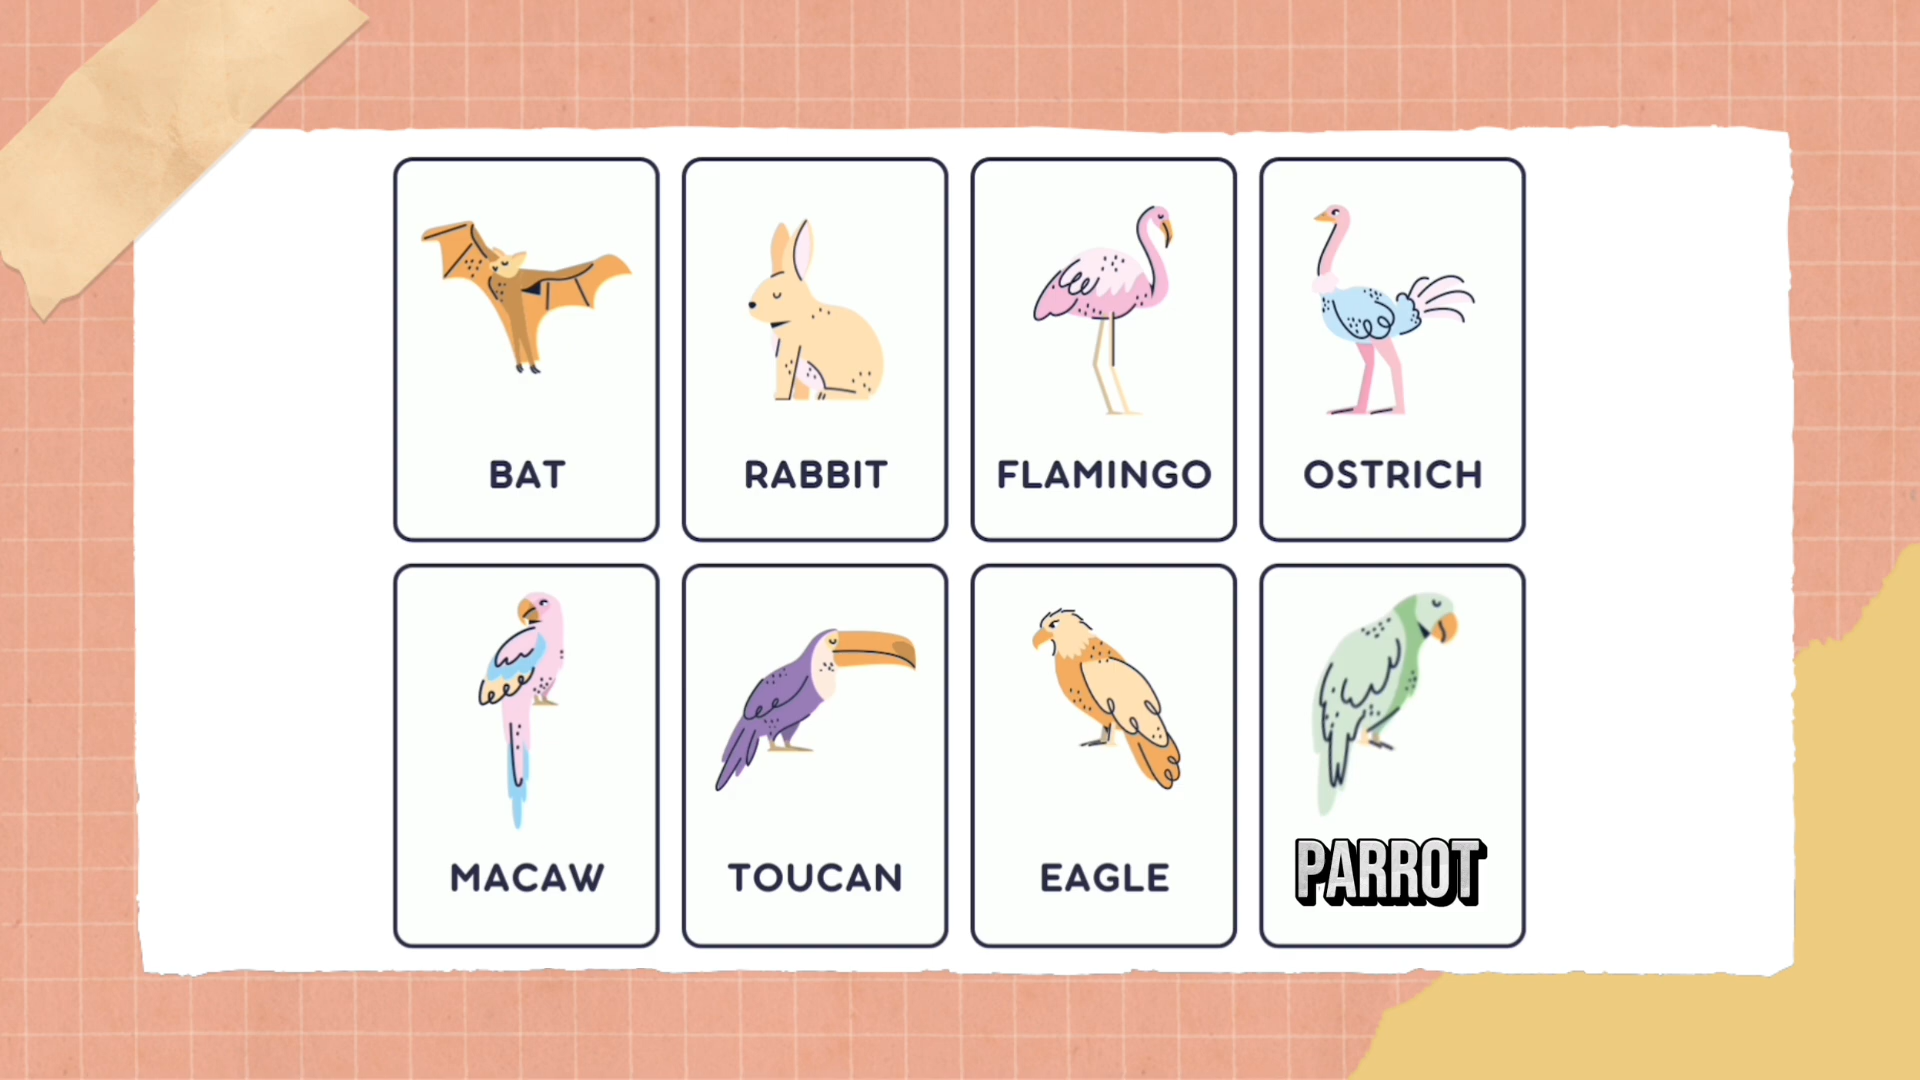 BAT
RABBIT
FLAMINGO
OSTRICH
MACAW
TOUCAN
EAGLE
PARROT